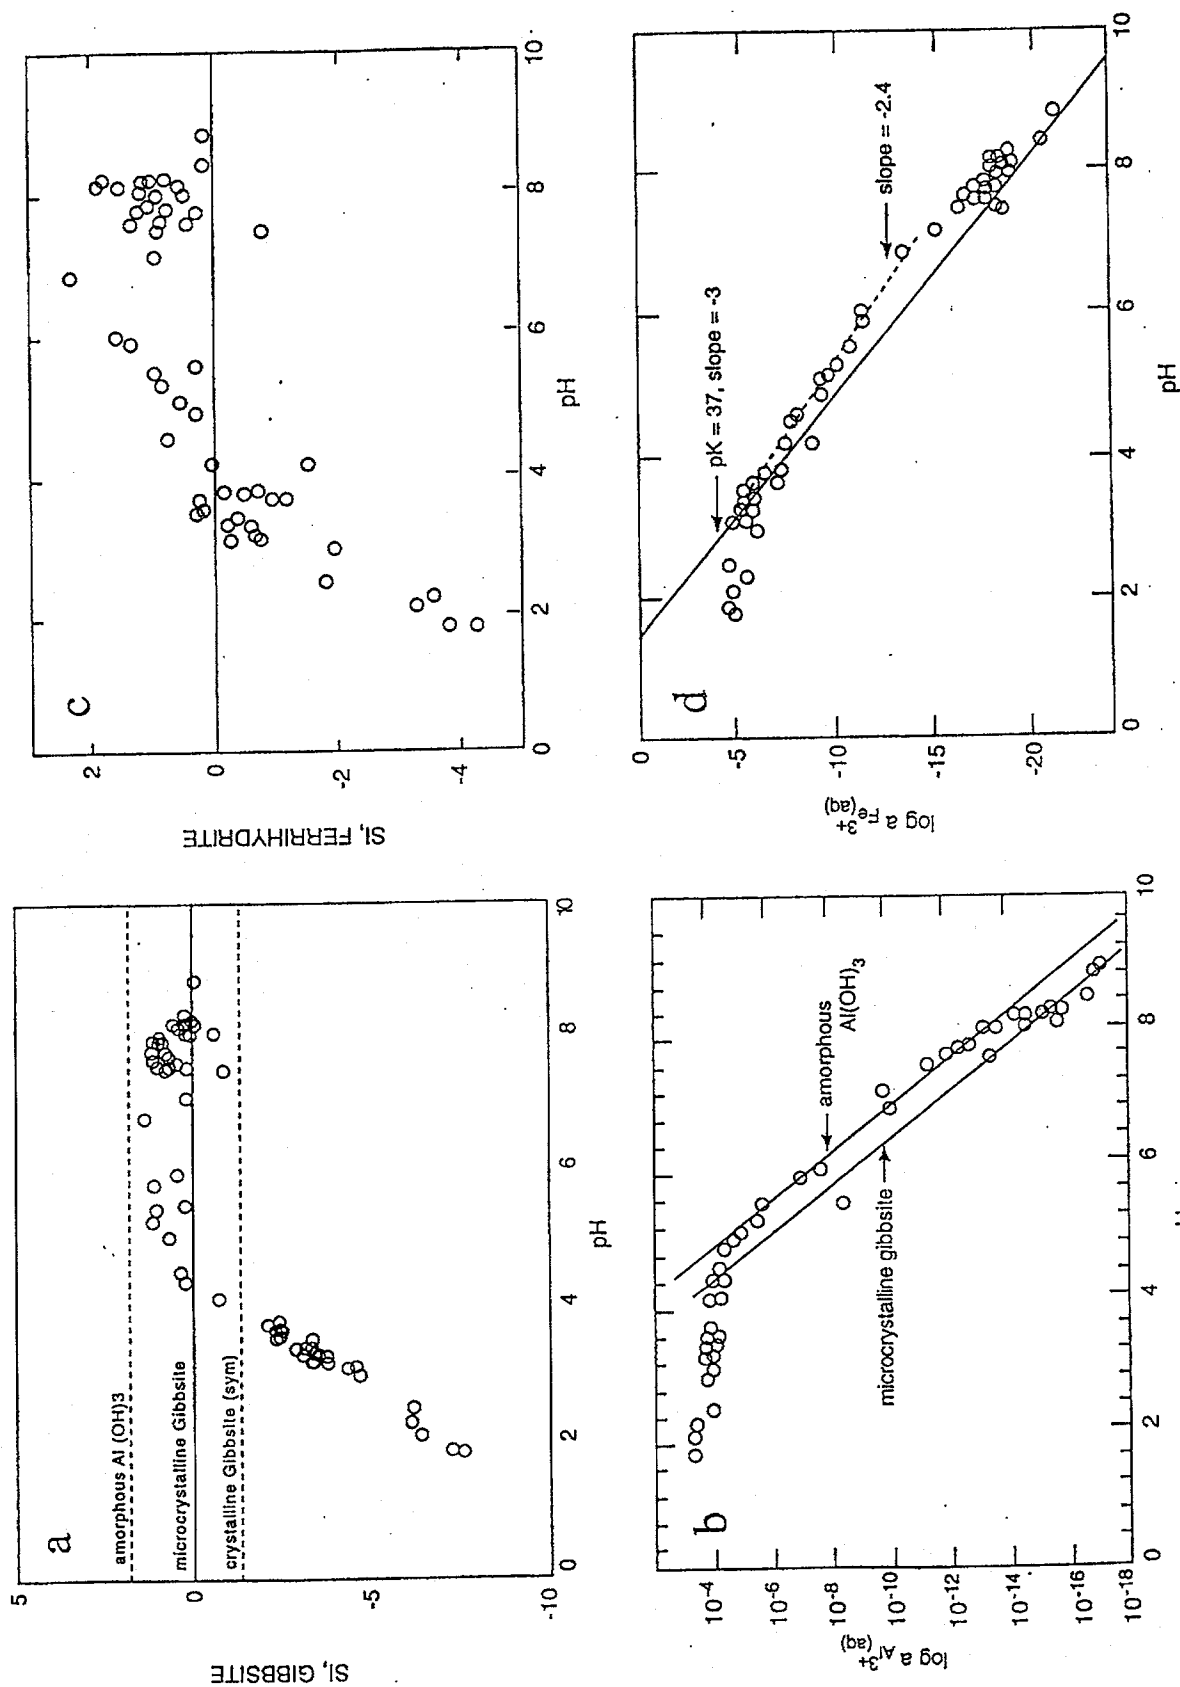 a
5
0
-5
-10
SI, GIBBSITE
amorphous Al (OH)3
microcrystalline Gibbsite
crystalline Gibbsite (sym)
0
2
4
6
8
10
pH
b
10-4
10-6
10-8
10-10
10-12
10-14
10-16
10-18
log a Al3+(aq)
microcrystalline gibbsite
amorphous
Al(OH)3
0
2
4
6
8
10
c
2
0
-2
-4
SI, FERRIHYDRITE
0
2
4
6
8
10
pH
d
0
-5
-10
-15
-20
log a Fe3+(aq)
pK = 37, slope = -3
slope = -2.4
0
2
4
6
8
10
pH